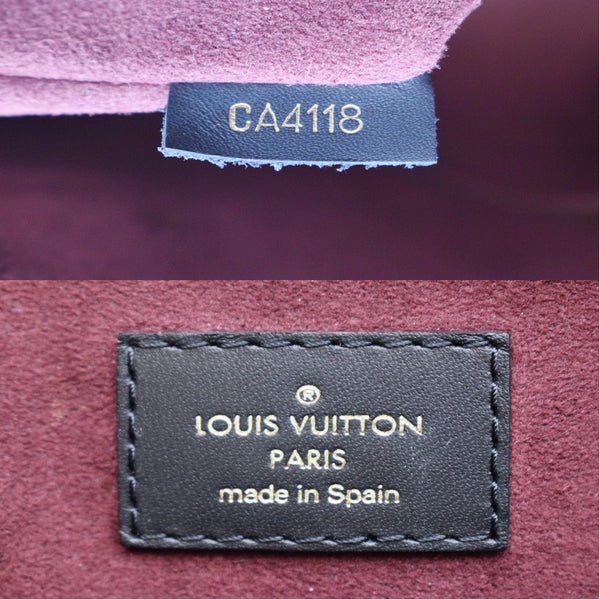 CA4118
®
LOUIS VUITTON
PARIS
made in Spain